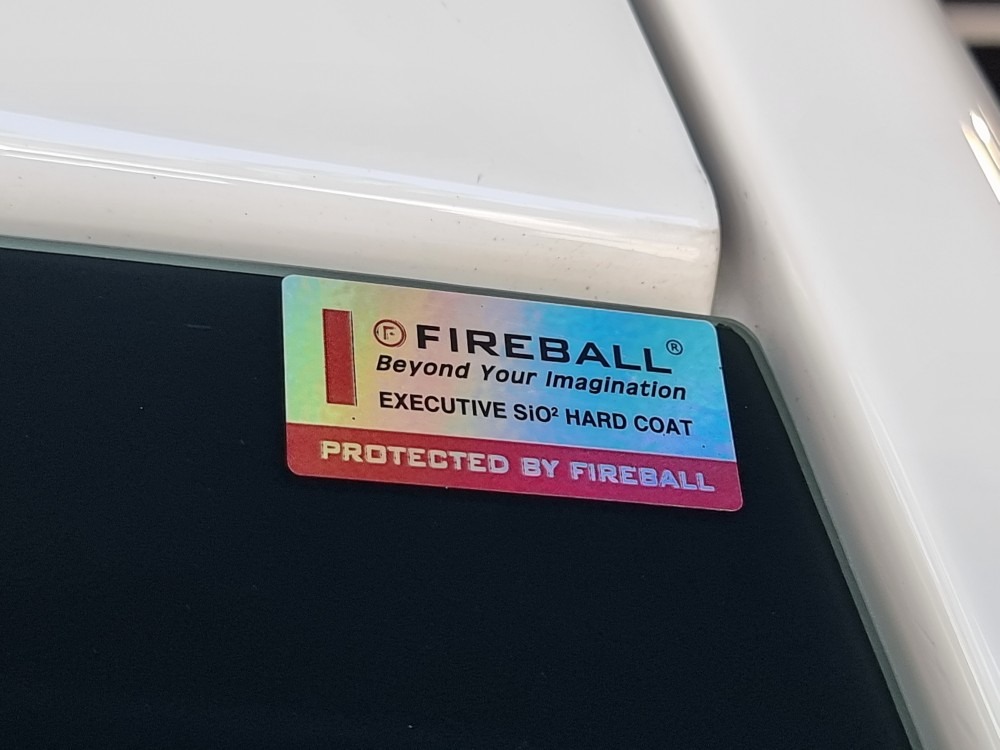 F FIREBALL®
Beyond Your Imagination
EXECUTIVE SiO² HARD COAT
PROTECTED BY FIREBALL